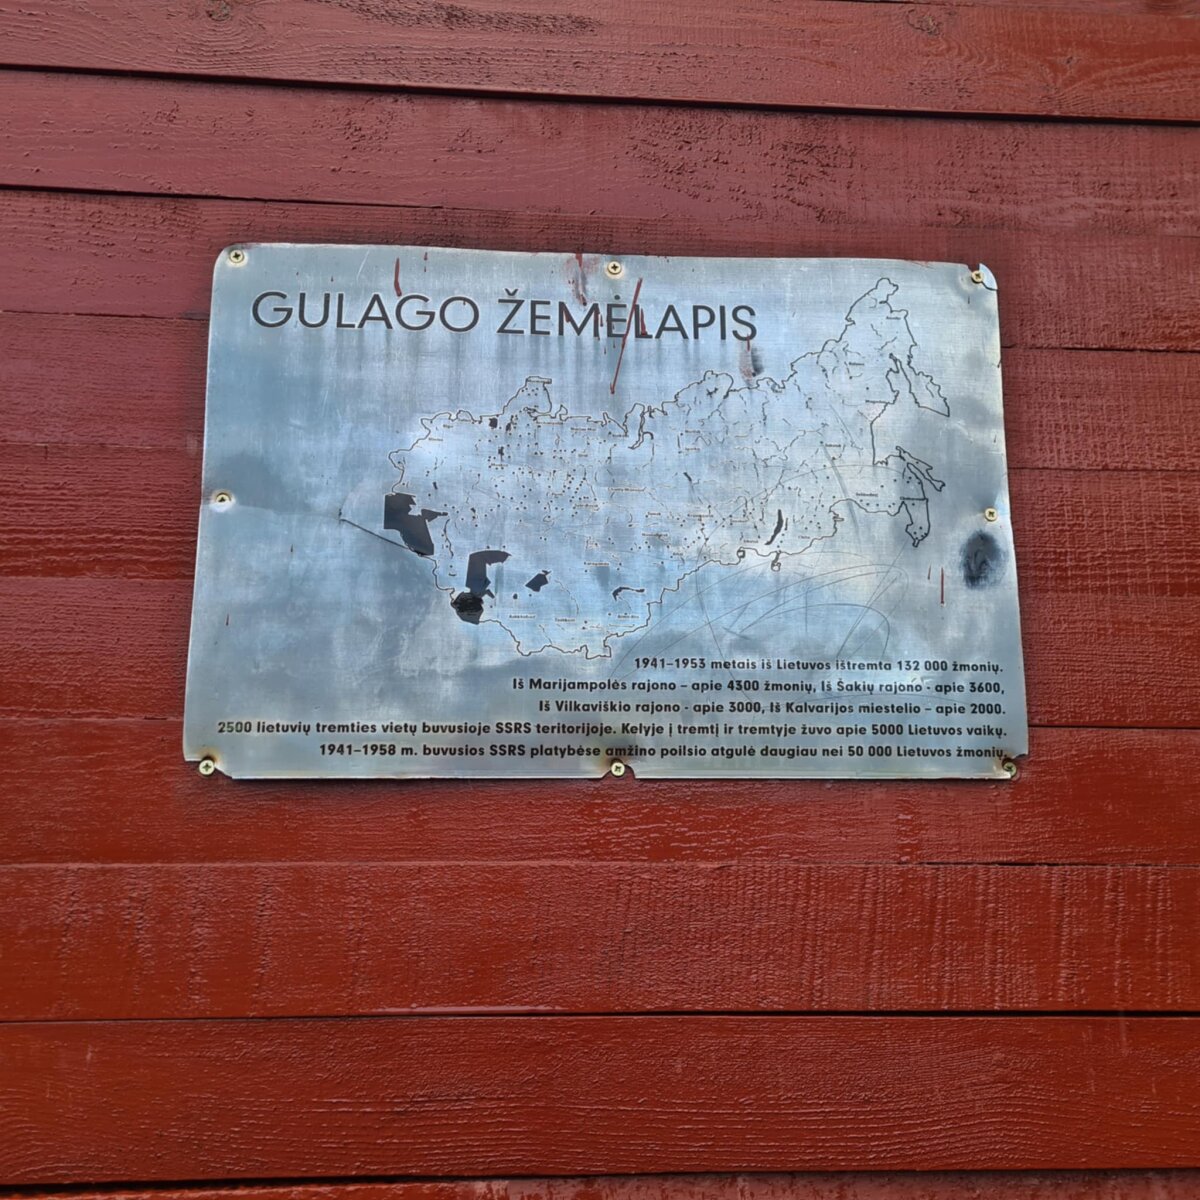 GULAGO ŽEMĖLAPIS
1941–1953 metais iš Lietuvos ištremta 132 000 žmonių.
Iš Marijampolės rajono – apie 4300 žmonių, Iš Šakių rajono - apie 3600,
Iš Vilkaviškio rajono - apie 3000, Iš Kalvarijos miestelio – apie 2000.
2500 lietuvių tremties vietų buvusioje SSRS teritorijoje. Kelyje į tremtį ir tremtyje žuvo apie 5000 Lietuvos vaikų.
1941–1958 m. buvusios SSRS platybėse amžino poilsio atgulė daugiau nei 50 000 Lietuvos žmonių.